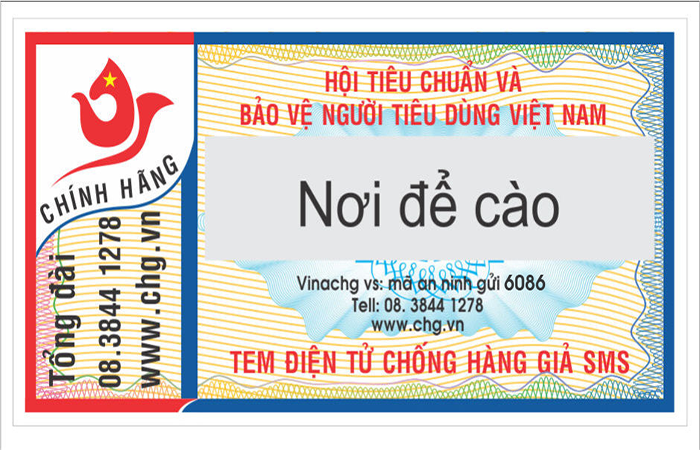 CHÍNH HÃNG
Tổng đài
08.3844 1278
www.chg.vn
HỘI TIÊU CHUẨN VÀ
BẢO VỆ NGƯỜI TIÊU DÙNG VIỆT NAM
Nơi để cào
Vinachg vs: mã an ninh gửi 6086
Tell: 08. 3844 1278
www.chg.vn
TEM ĐIỆN TỬ CHỐNG HÀNG GIẢ SMS